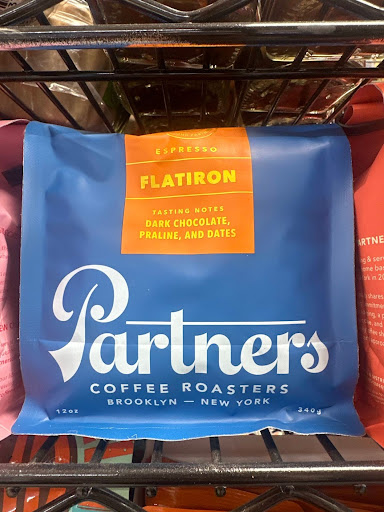 ESPRESSO
FLATIRON
TASTING NOTES
DARK CHOCOLATE,
PRALINE, AND DATES
Partners
COFFEE ROASTERS
BROOKLYN — NEW YORK
12oz
340g